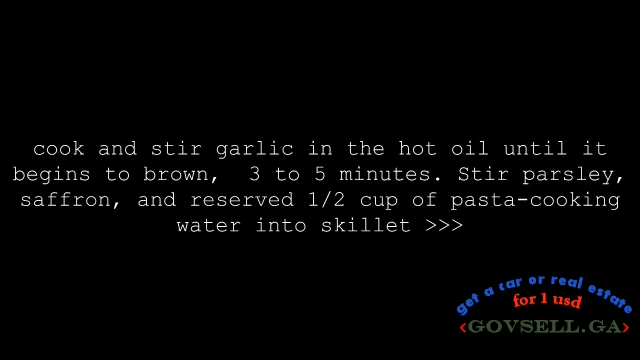 cook and stir garlic in the hot oil until it
begins to brown,  3 to 5 minutes. Stir parsley,
saffron, and reserved 1/2 cup of pasta-cooking
water into skillet >>>
get a car or real estate
for 1 usd
<GOVSELL.GA>